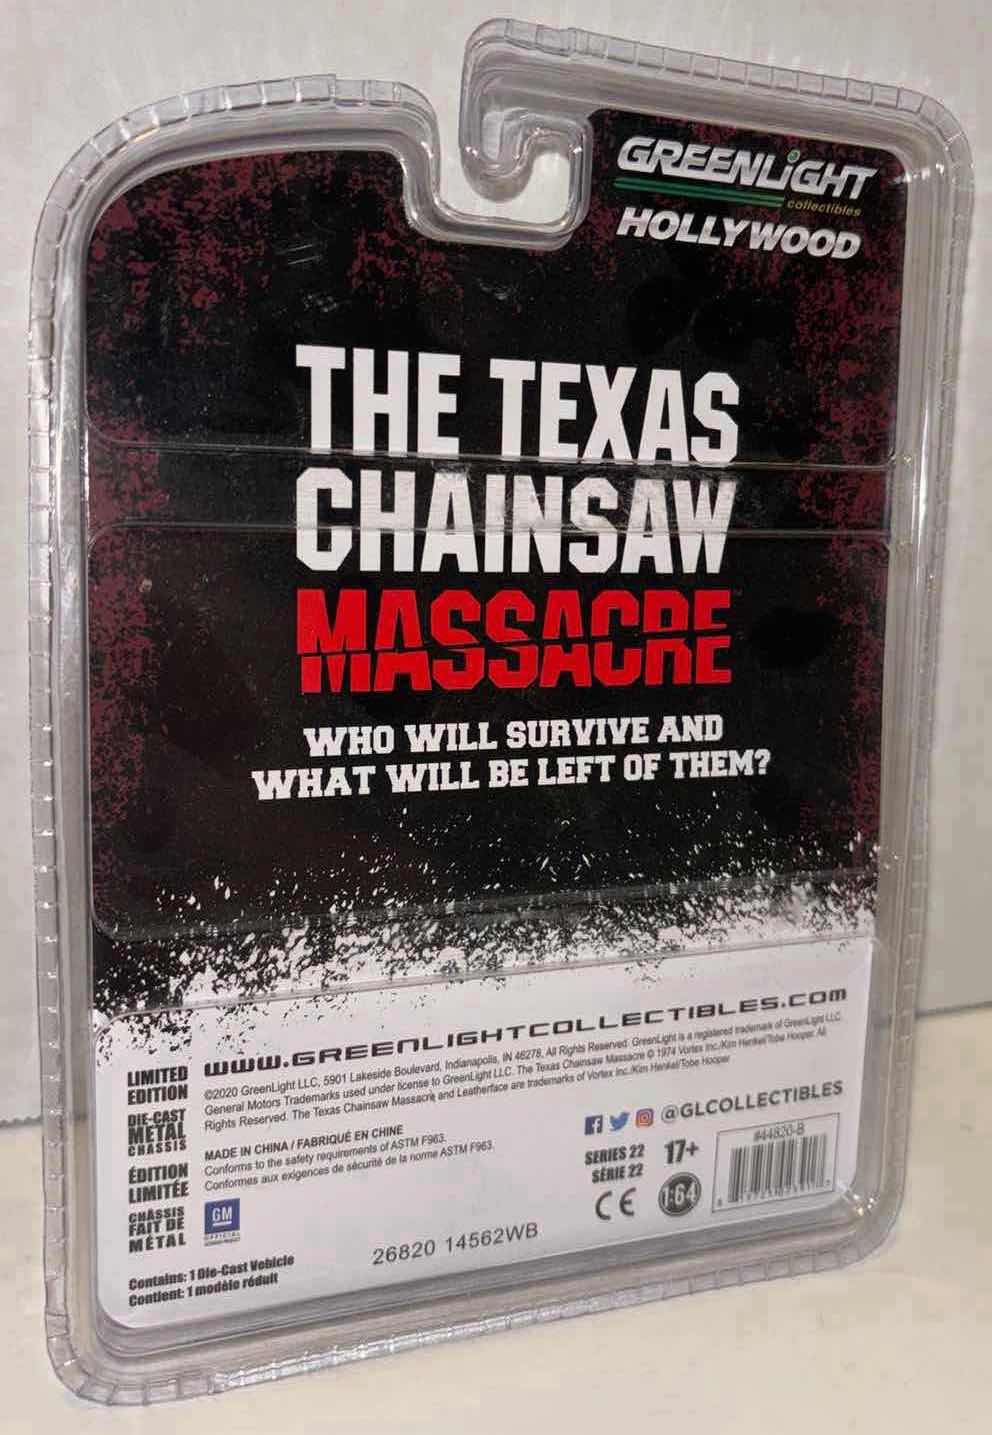 GREENLiGHT
collectibles
HOLLYWOOD
THE TEXAS
CHAINSAW
MASSACRE
WHO WILL SURVIVE AND
WHAT WILL BE LEFT OF THEM?
WWW.GREENLIGHTCOLLECTIBLES.COM
©2020 GreenLight LLC, 5901 Lakeside Boulevard, Indianapolis, IN 46278, All Rights Reserved. GreenLight is a registered trademark of GreenLight LLC.
General Motors Trademarks used under license to GreenLight LLC. The Texas Chainsaw Massacre © 1974 Vortex Inc./Kim Henkel/Tobe Hooper. All
Rights Reserved. The Texas Chainsaw Massacre and Leatherface are trademarks of Vortex Inc./Kim Henkel/Tobe Hooper
LIMITED
EDITION
DIE-CAST
METAL
CHASSIS
ÉDITION
LIMITÉE
CHÂSSIS
FAIT DE
MÉTAL
MADE IN CHINA / FABRIQUÉ EN CHINE
Conforms to the safety requirements of ASTM F963.
Conformes aux exigences de sécurité de la norme ASTM F963.
GM
OFFICIAL
LICENSED PRODUCT
@GLCOLLECTIBLES
SERIES 22
SÉRIE 22
17+
CE
1:64
#44820-B
26820 14562WB
Contains: 1 Die-Cast Vehicle
Contient: 1 modèle réduit